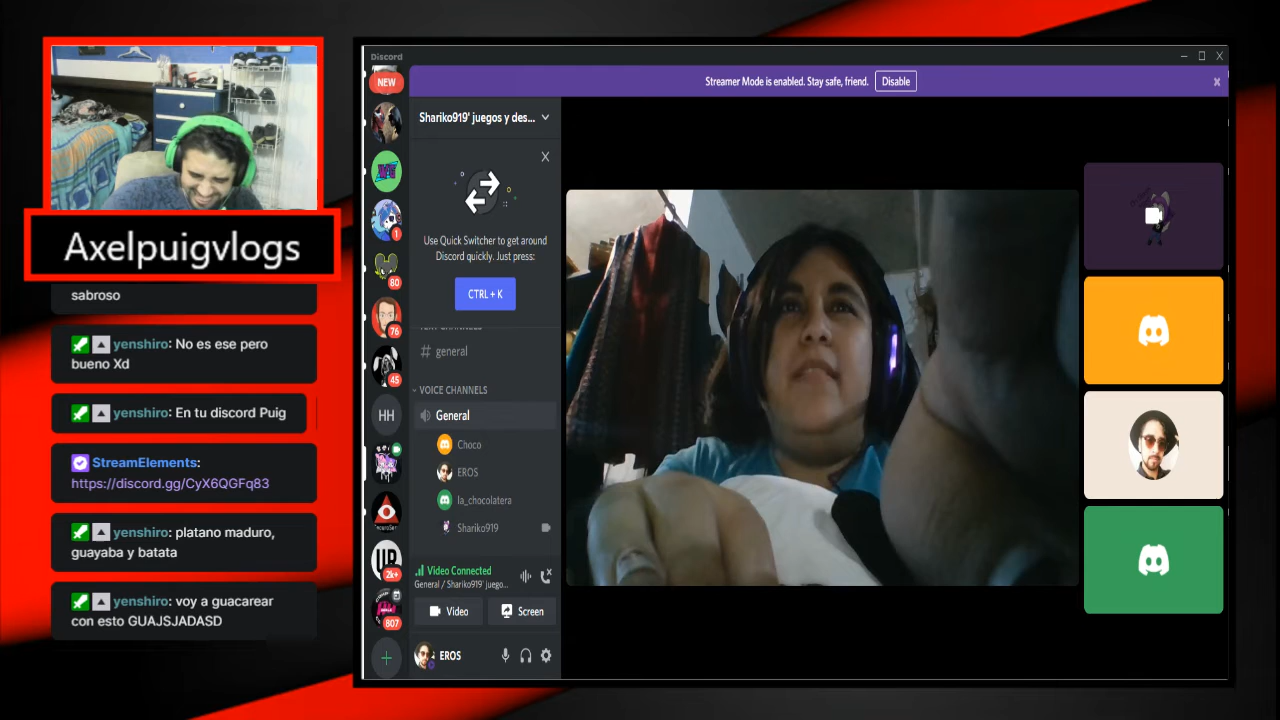 Axelpuigvlogs
sabroso
yenshiro: No es ese pero
bueno Xd
yenshiro: En tu discord Puig
StreamElements:
https://discord.gg/CyX6QGFq83
yenshiro: platano maduro,
guayaba y batata
yenshiro: voy a guacarear
con esto GUAJSJADASD
Discord
NEW
1
80
76
45
HH
UR
2k+
807
Streamer Mode is enabled. Stay safe, friend.
Disable
Shariko919' juegos y des...
Use Quick Switcher to get around
Discord quickly. Just press:
CTRL + K
TEXT CHANNELS
# general
VOICE CHANNELS
General
Choco
EROS
la_chocolatera
Shariko919
Video Connected
General / Shariko919' juego...
Video
Screen
EROS